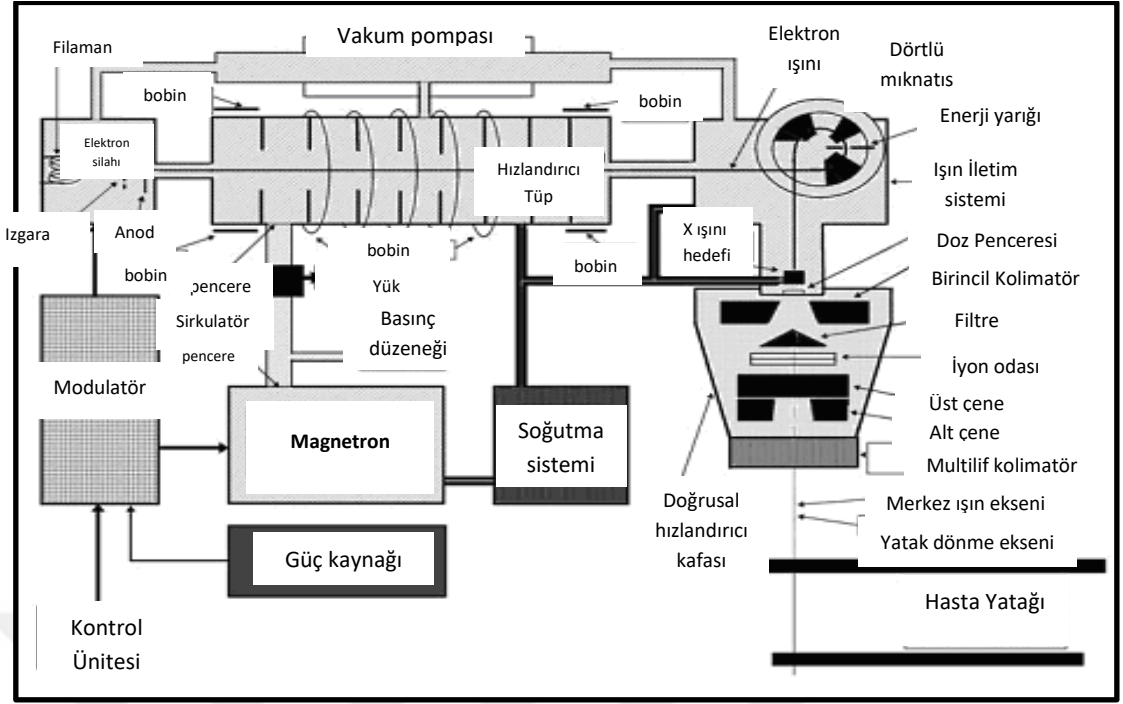 Filaman
Vakum pompası
Elektron
ışını
Dörtlü
mıknatıs
bobin
bobin
Enerji yarığı
Elektron
silahı
Hızlandırıcı
Tüp
Işın İletim
sistemi
Izgara
Anod
bobin
X ışını
hedefi
Doz Penceresi
bobin
bobin
Birincil Kolimatör
pencere
Yük
Sirkulatör
Basınç
düzeneği
Filtre
pencere
İyon odası
Modulatör
Üst çene
Alt çene
Magnetron
Soğutma
sistemi
Multilif kolimatör
Doğrusal
hızlandırıcı
kafası
Merkez ışın ekseni
Yatak dönme ekseni
Güç kaynağı
Hasta Yatağı
Kontrol
Ünitesi